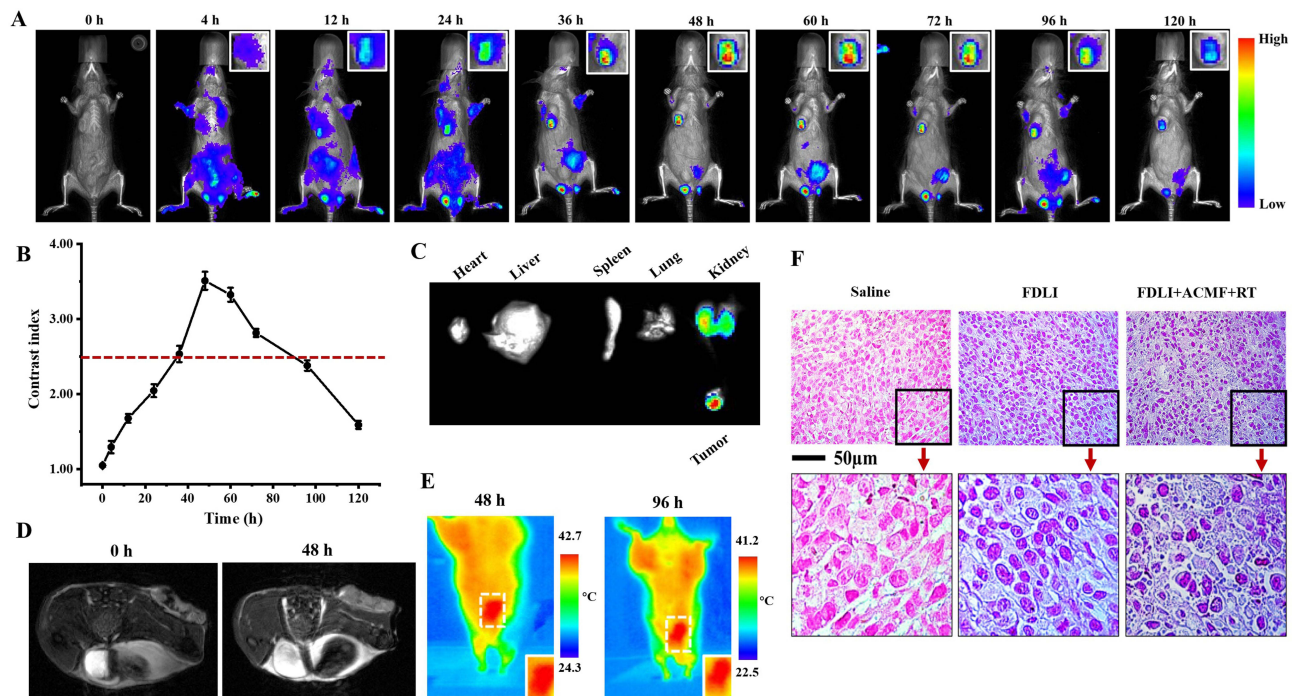 A
0 h
4 h
12 h
24 h
36 h
48 h
60 h
72 h
96 h
120 h
High
Low
B
4.00
3.00
2.00
1.00
Contrast index
0
20
40
60
80
100
120
Time (h)
C
Heart
Liver
Spleen
Lung
Kidney
Tumor
D
0 h
48 h
E
48 h
42.7
°C
24.3
96 h
41.2
°C
22.5
F
Saline
FDLI
FDLI+ACMF+RT
50μm